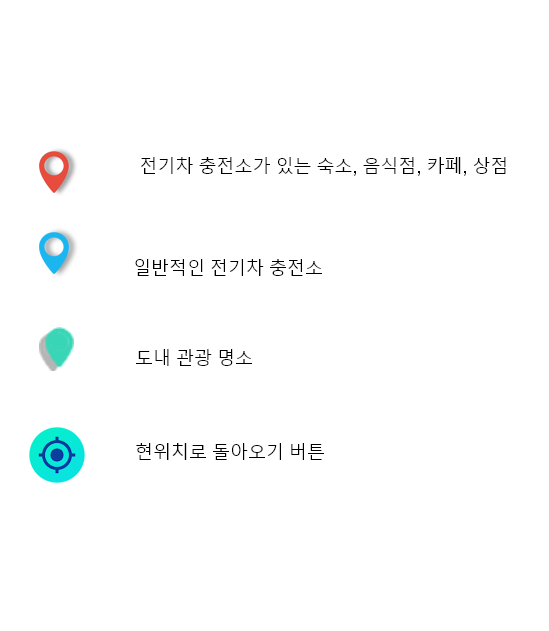 전기차 충전소가 있는 숙소, 음식점, 카페, 상점
일반적인 전기차 충전소
도내 관광 명소
현위치로 돌아오기 버튼